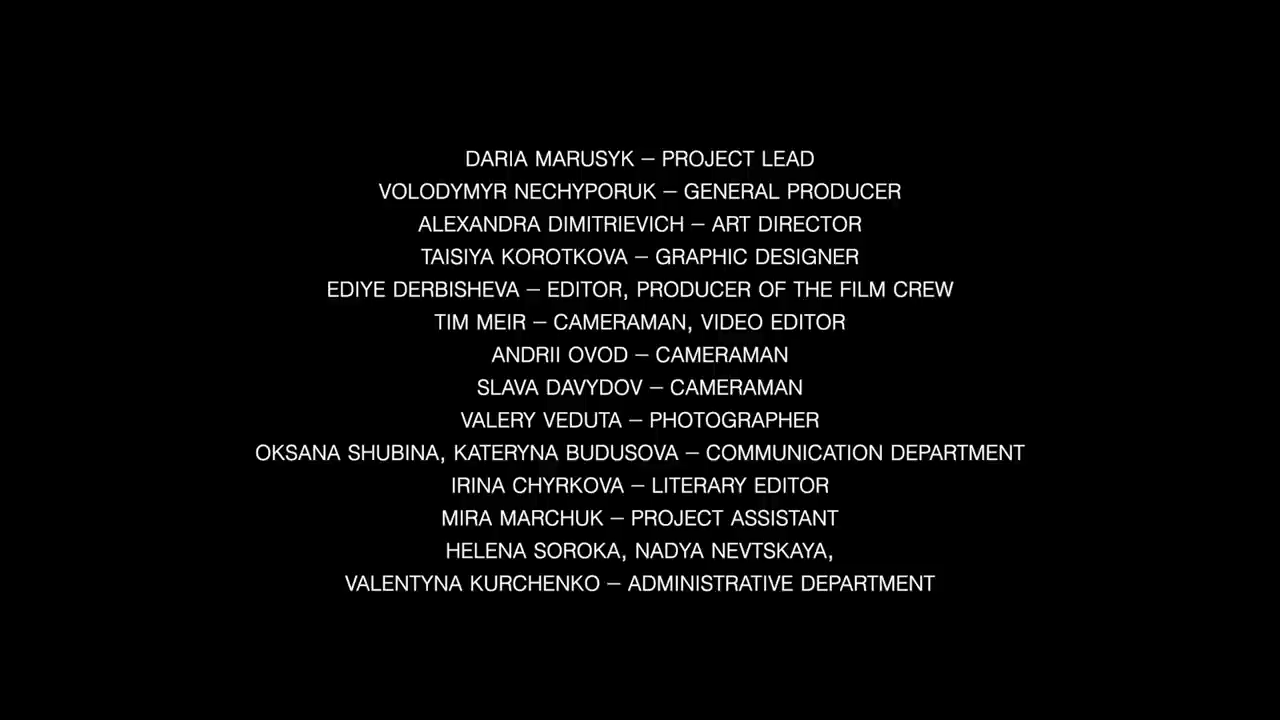 DARIA MARUSYK – PROJECT LEAD
VOLODYMYR NECHYPORUK – GENERAL PRODUCER
ALEXANDRA DIMITRIEVICH – ART DIRECTOR
TAISIYA KOROTKOVA – GRAPHIC DESIGNER
EDIYE DERBISHEVA – EDITOR, PRODUCER OF THE FILM CREW
TIM MEIR – CAMERAMAN, VIDEO EDITOR
ANDRII OVOD – CAMERAMAN
SLAVA DAVYDOV – CAMERAMAN
VALERY VEDUTA – PHOTOGRAPHER
OKSANA SHUBINA, KATERYNA BUDUSOVA – COMMUNICATION DEPARTMENT
IRINA CHYRKOVA – LITERARY EDITOR
MIRA MARCHUK – PROJECT ASSISTANT
HELENA SOROKA, NADYA NEVTSKAYA,
VALENTYNA KURCHENKO – ADMINISTRATIVE DEPARTMENT